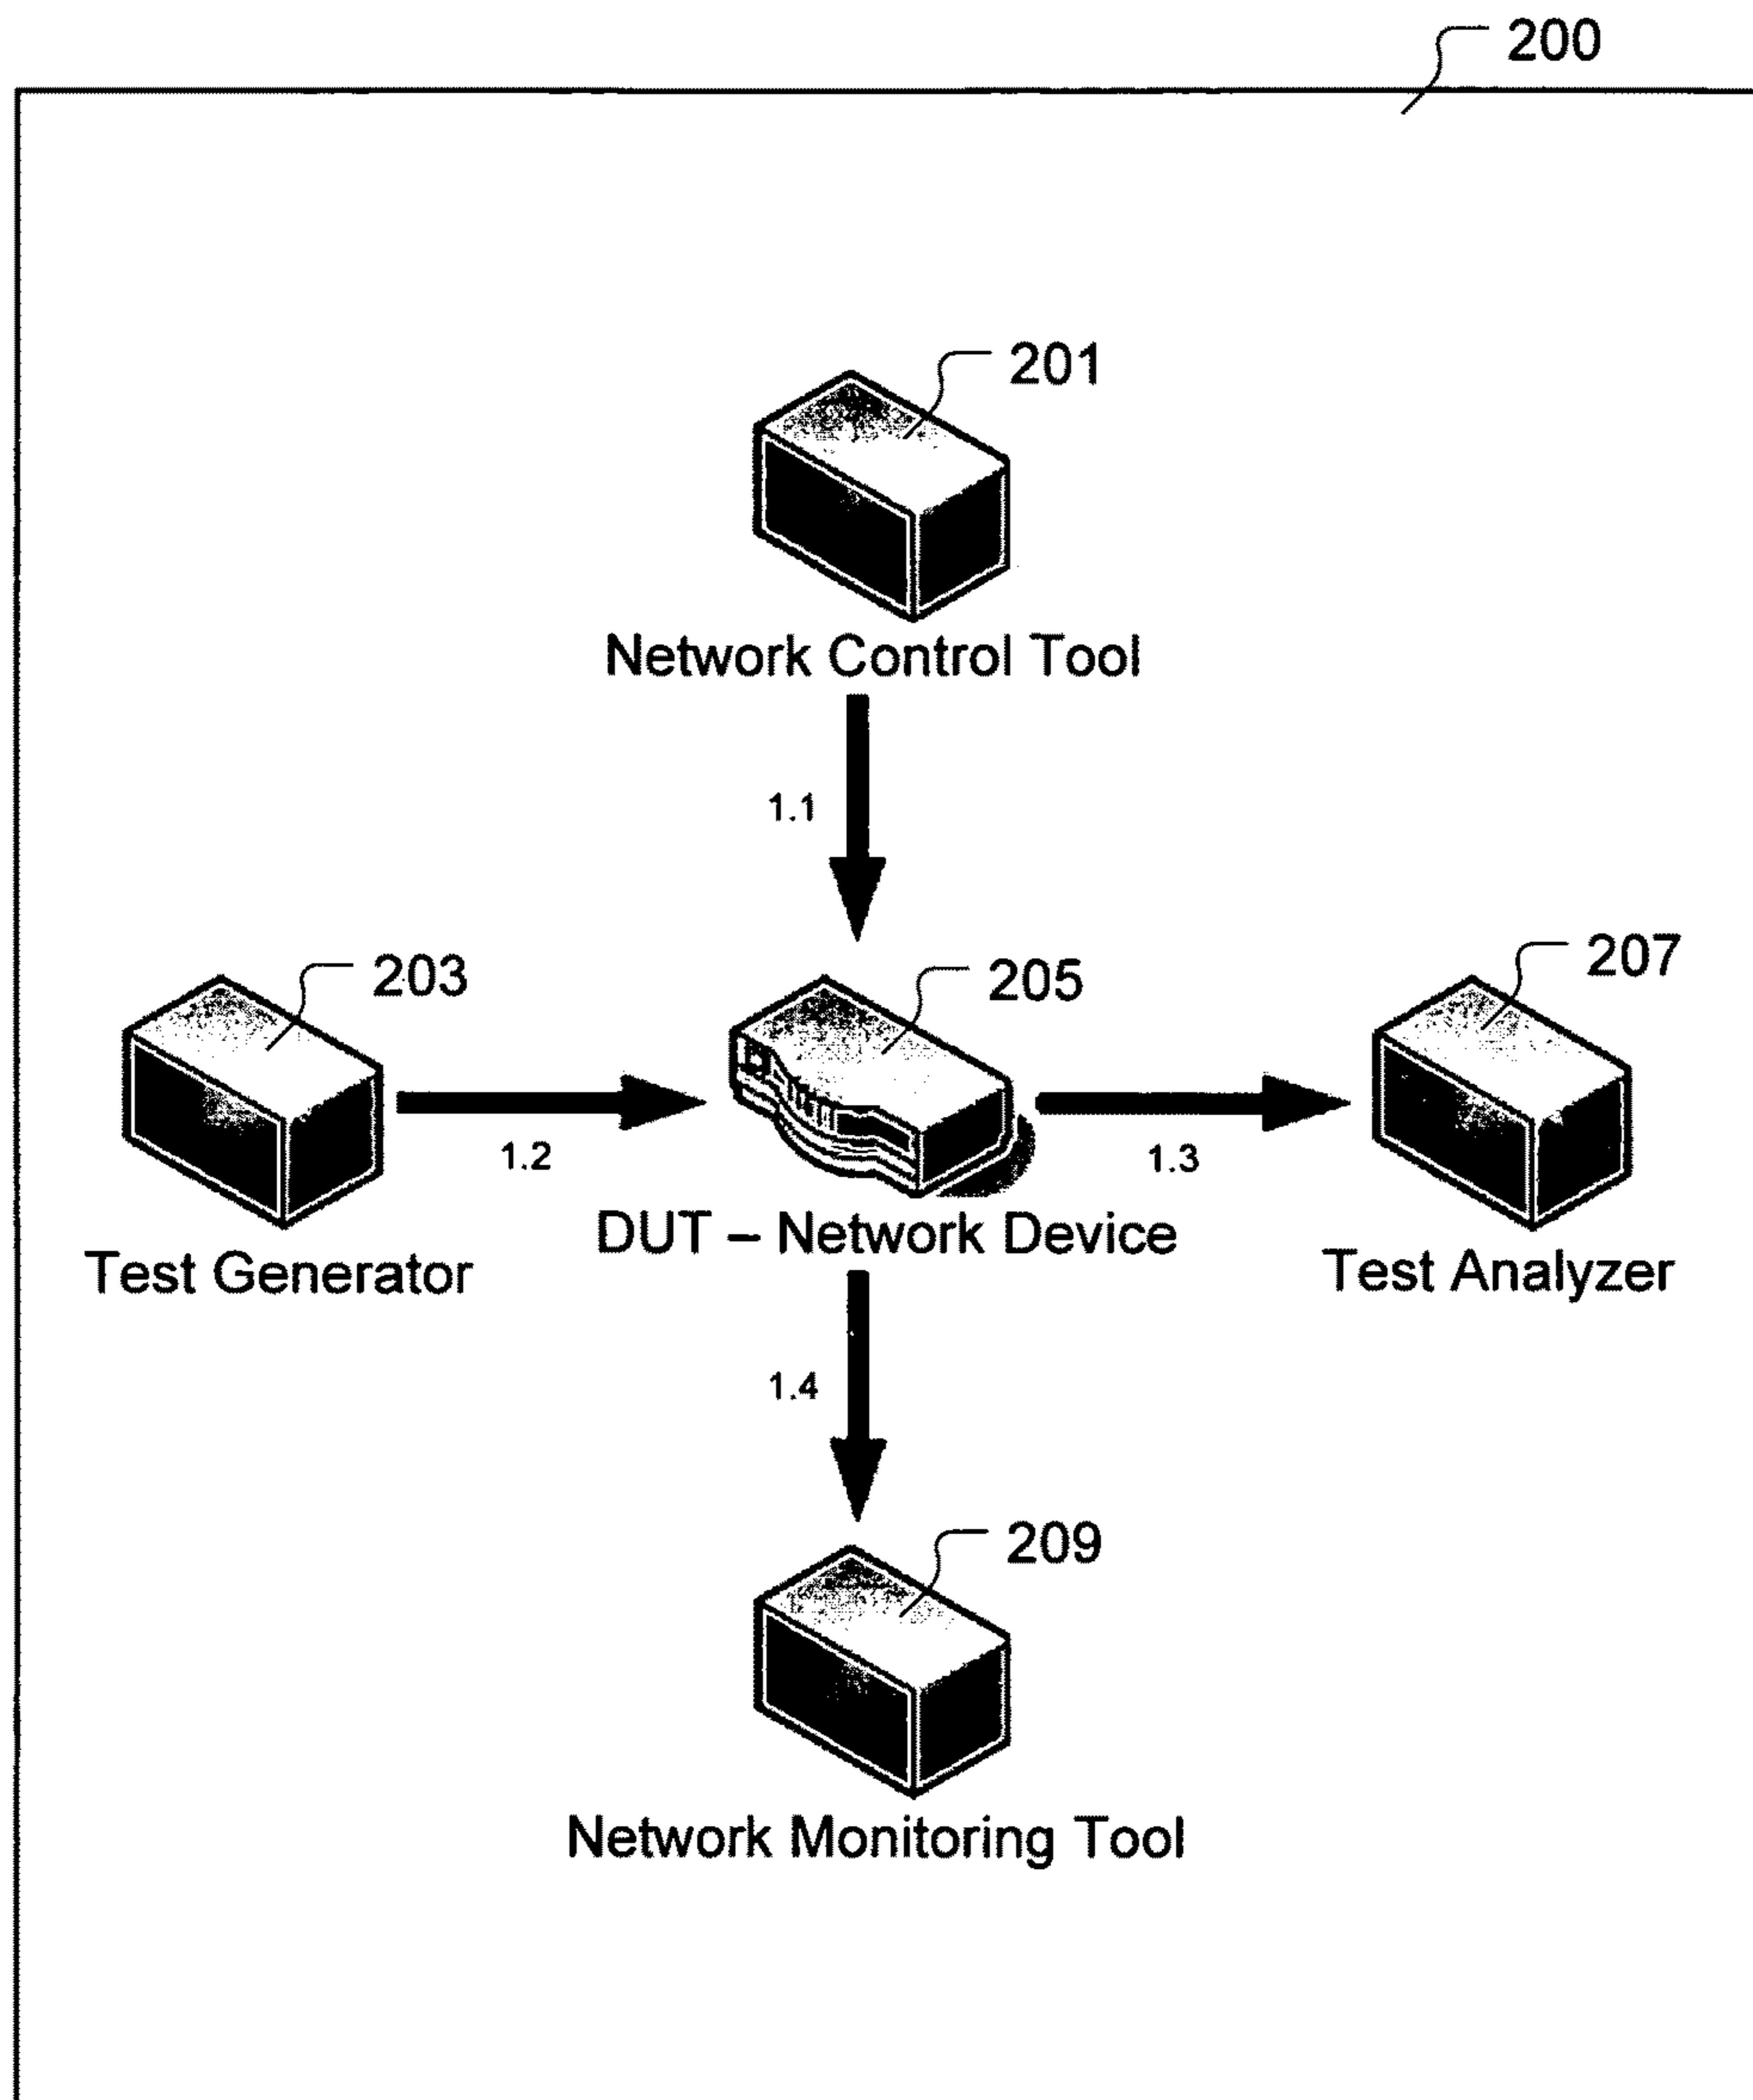 200
201
Network Control Tool
1.1
203
205
207
1.2
1.3
Test Generator
DUT – Network Device
Test Analyzer
1.4
209
Network Monitoring Tool